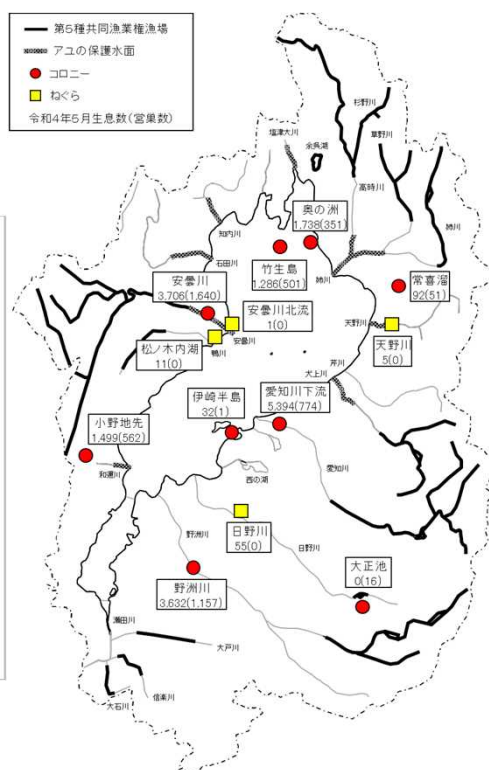 第5種共同漁業権漁場
アユの保護水面
コロニー
ねぐら
令和4年5月生息数(営巣数)
杉野川
草野川
塩津大川
余呉湖
高時川
奥の洲
1.738(351)
知内川
姉川
石田川
竹生島
1.286(501)
姉川
常喜溜
92(51)
安曇川
3.706(1,640)
安曇川北流
1(0)
安曇川
天野川
天野川
5(0)
松ノ木内湖
11(0)
鴨川
芹川
犬上川
伊崎半島
32(1)
愛知川下流
5.394(774)
小野地先
1.499(562)
和邇川
西の湖
愛知川
野洲川
日野川
55(0)
日野川
大正池
0(16)
野洲川
3.632(1,157)
瀬田川
大戸川
信楽川
大石川